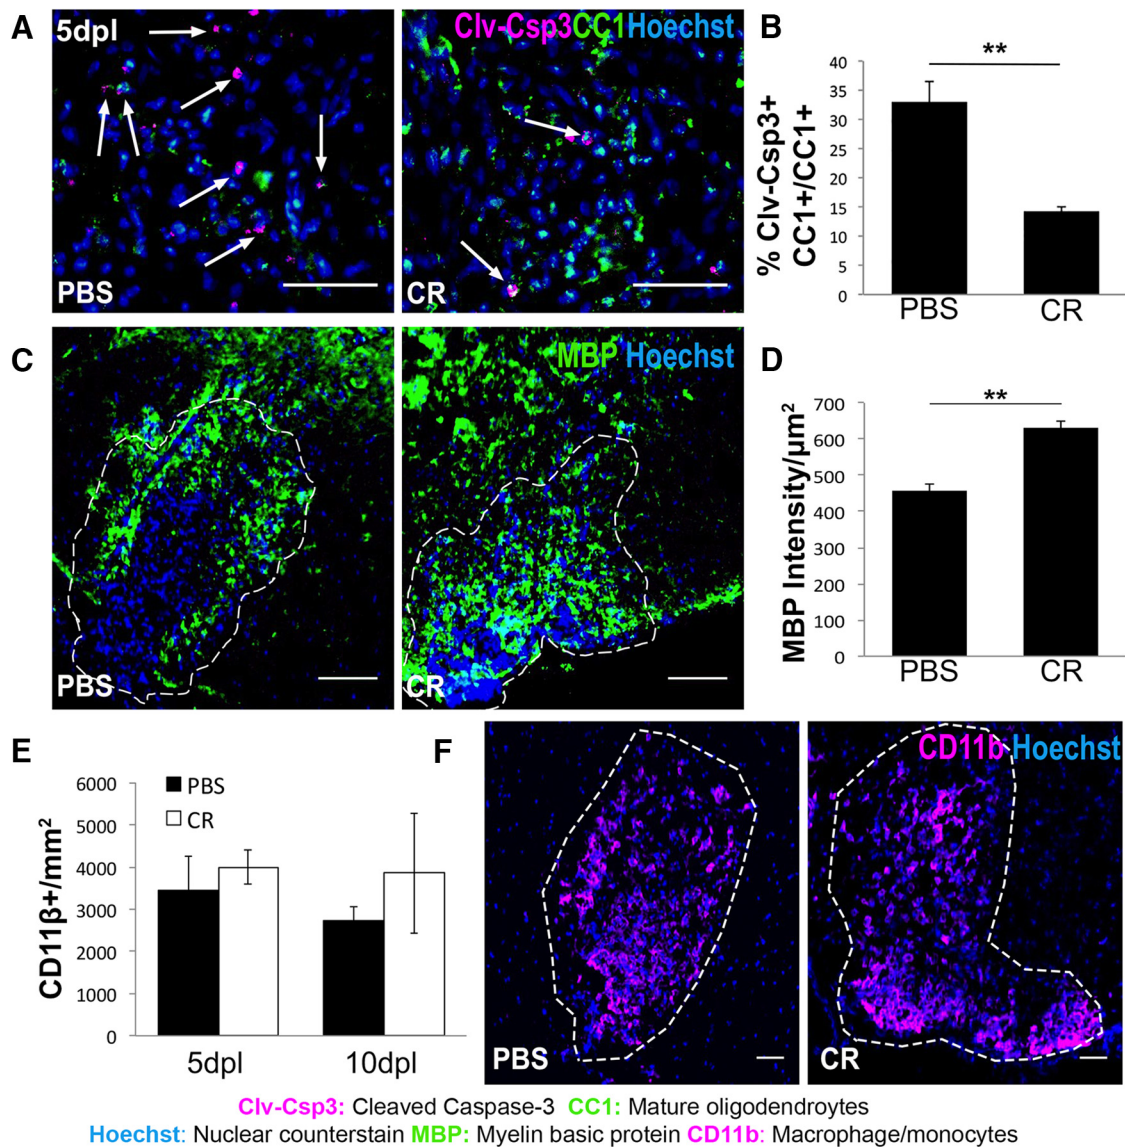 A
5dpl
PBS
Clv-Csp3CC1Hoechst
CR
B
**
% Clv-Csp3+
CC1+/CC1+
40
35
30
25
20
15
10
5
0
PBS CR
C
PBS
MBP Hoechst
CR
D
**
MBP Intensity/µm²
700
600
500
400
300
200
100
0
PBS CR
E
CD11β+/mm²
6000
5000
4000
3000
2000
1000
0
PBS
CR
5dpl 10dpl
F
PBS
CD11b Hoechst
CR
Clv-Csp3: Cleaved Caspase-3 CC1: Mature oligodendroytes
Hoechst: Nuclear counterstain MBP: Myelin basic protein CD11b: Macrophage/monocytes